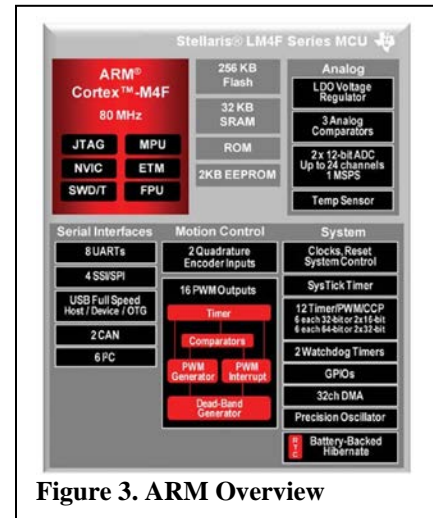 Stellaris® LM4F Series MCU
ARM®
Cortex™-M4F
80 MHz
JTAG
MPU
NVIC
ETM
SWD/T
FPU
256 KB
Flash
32 KB
SRAM
ROM
2KB EEPROM
Analog
LDO Voltage
Regulator
3 Analog
Comparators
2 x 12-bit ADC
Up to 24 channels
1 MSPS
Temp Sensor
Serial Interfaces
8 UARTs
4 SSI/SPI
USB Full Speed
Host / Device / OTG
2 CAN
6 I²C
Motion Control
2 Quadrature
Encoder Inputs
16 PWM Outputs
Timer
Comparators
PWM
Generator
PWM
Interrupt
Dead-Band
Generator
System
Clocks, Reset
System Control
SysTick Timer
12 Timer/PWM/CCP
6 each 32-bit or 2x16-bit
6 each 64-bit or 2x32-bit
2 Watchdog Timers
GPIOs
32ch DMA
Precision Oscillator
RTC
Battery-Backed
Hibernate
Figure 3. ARM Overview